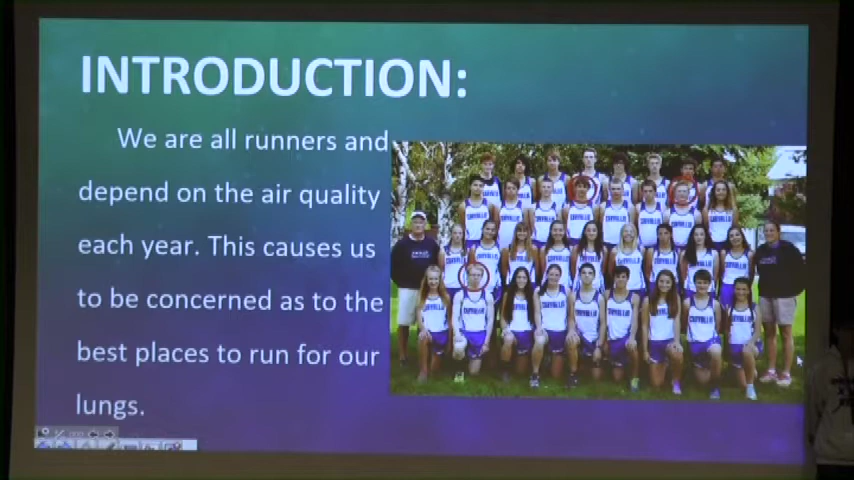 INTRODUCTION:
We are all runners and
depend on the air quality
each year. This causes us
to be concerned as to the
best places to run for our
lungs.